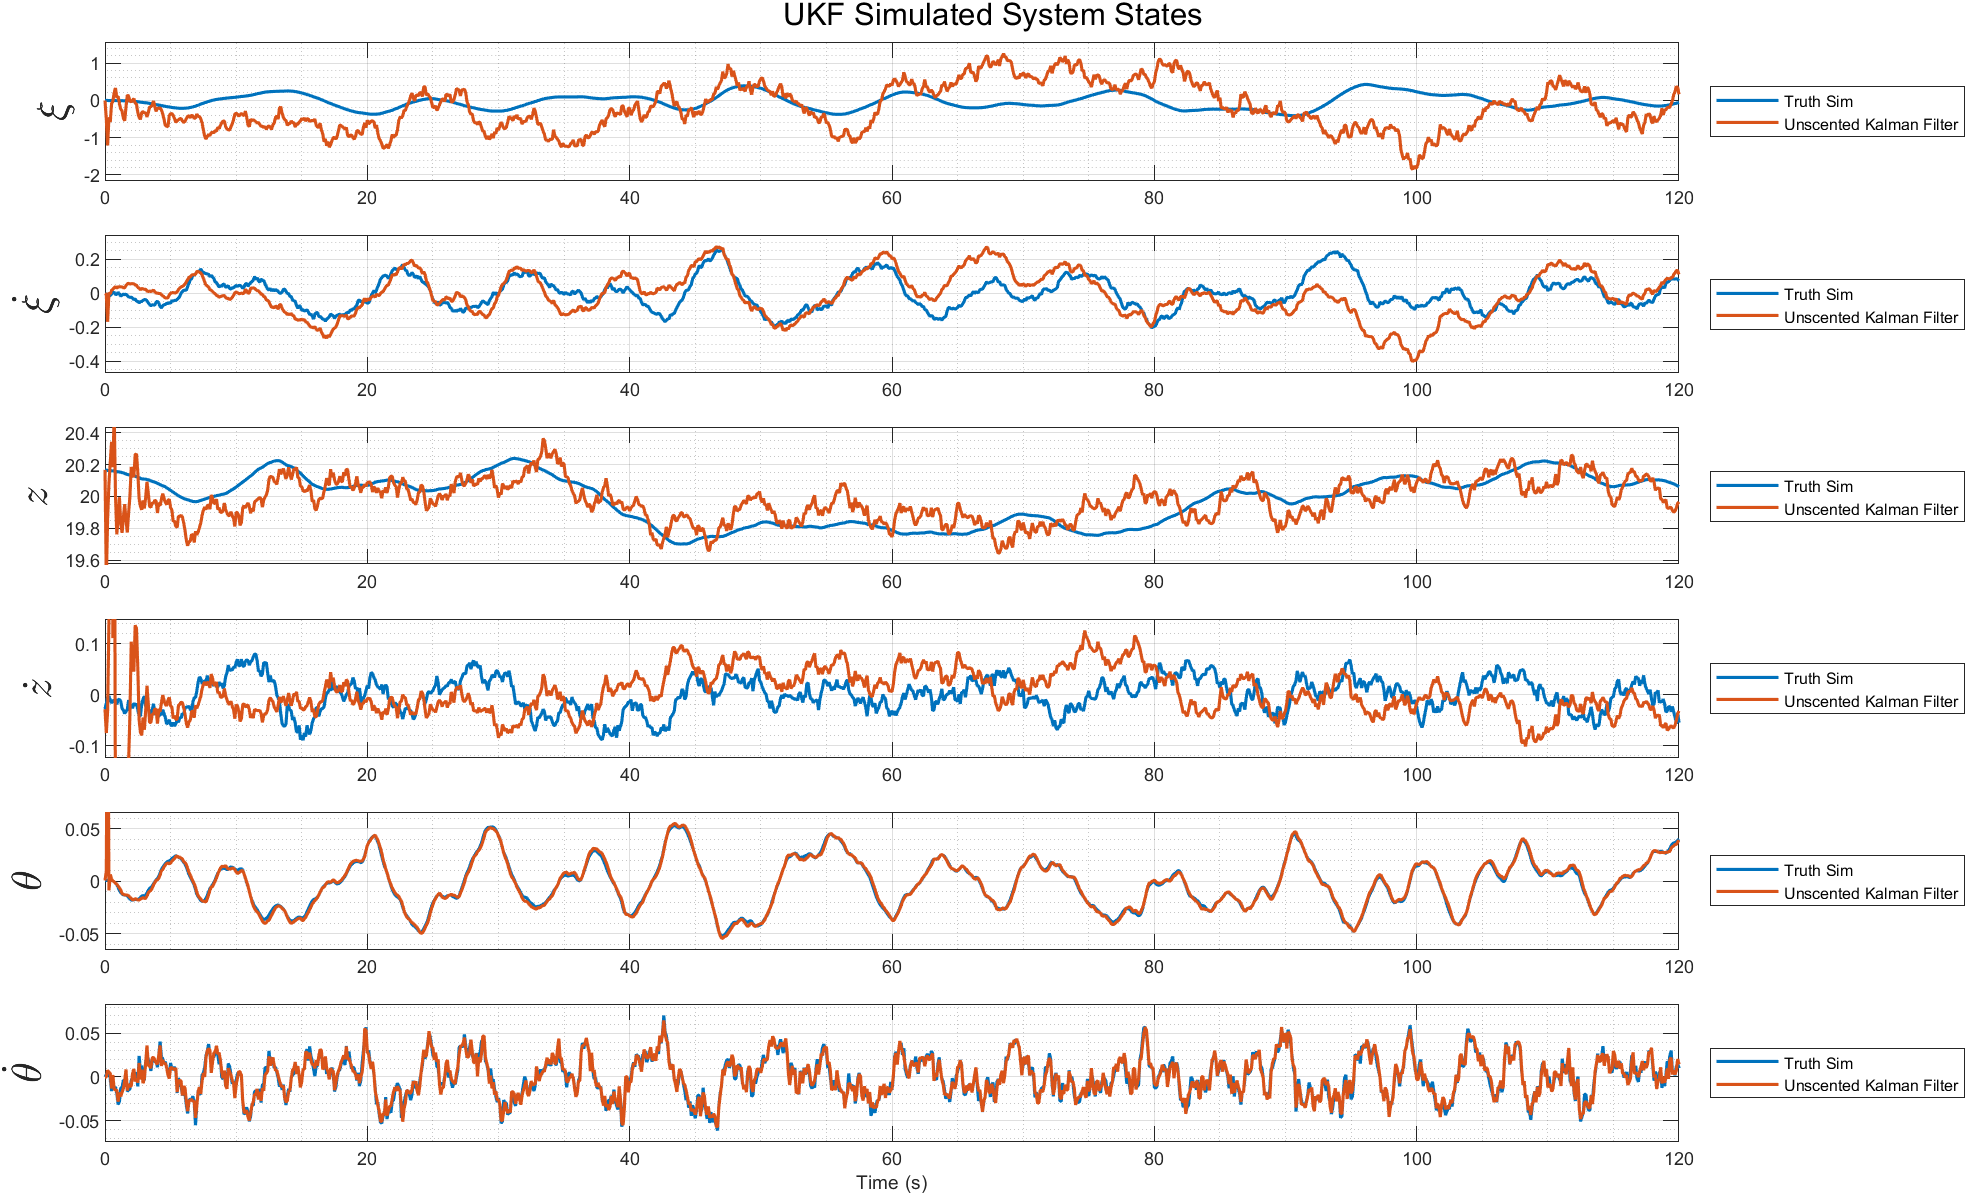 UKF Simulated System States
ξ
1
0
-1
-2
0 20 40 60 80 100 120
Truth Sim
Unscented Kalman Filter
ξ̇
0.2
0
-0.2
-0.4
0 20 40 60 80 100 120
Truth Sim
Unscented Kalman Filter
z
20.4
20.2
20
19.8
19.6
0 20 40 60 80 100 120
Truth Sim
Unscented Kalman Filter
ż
0.1
0
-0.1
0 20 40 60 80 100 120
Truth Sim
Unscented Kalman Filter
θ
0.05
0
-0.05
0 20 40 60 80 100 120
Truth Sim
Unscented Kalman Filter
θ̇
0.05
0
-0.05
0 20 40 60 80 100 120
Truth Sim
Unscented Kalman Filter
Time (s)